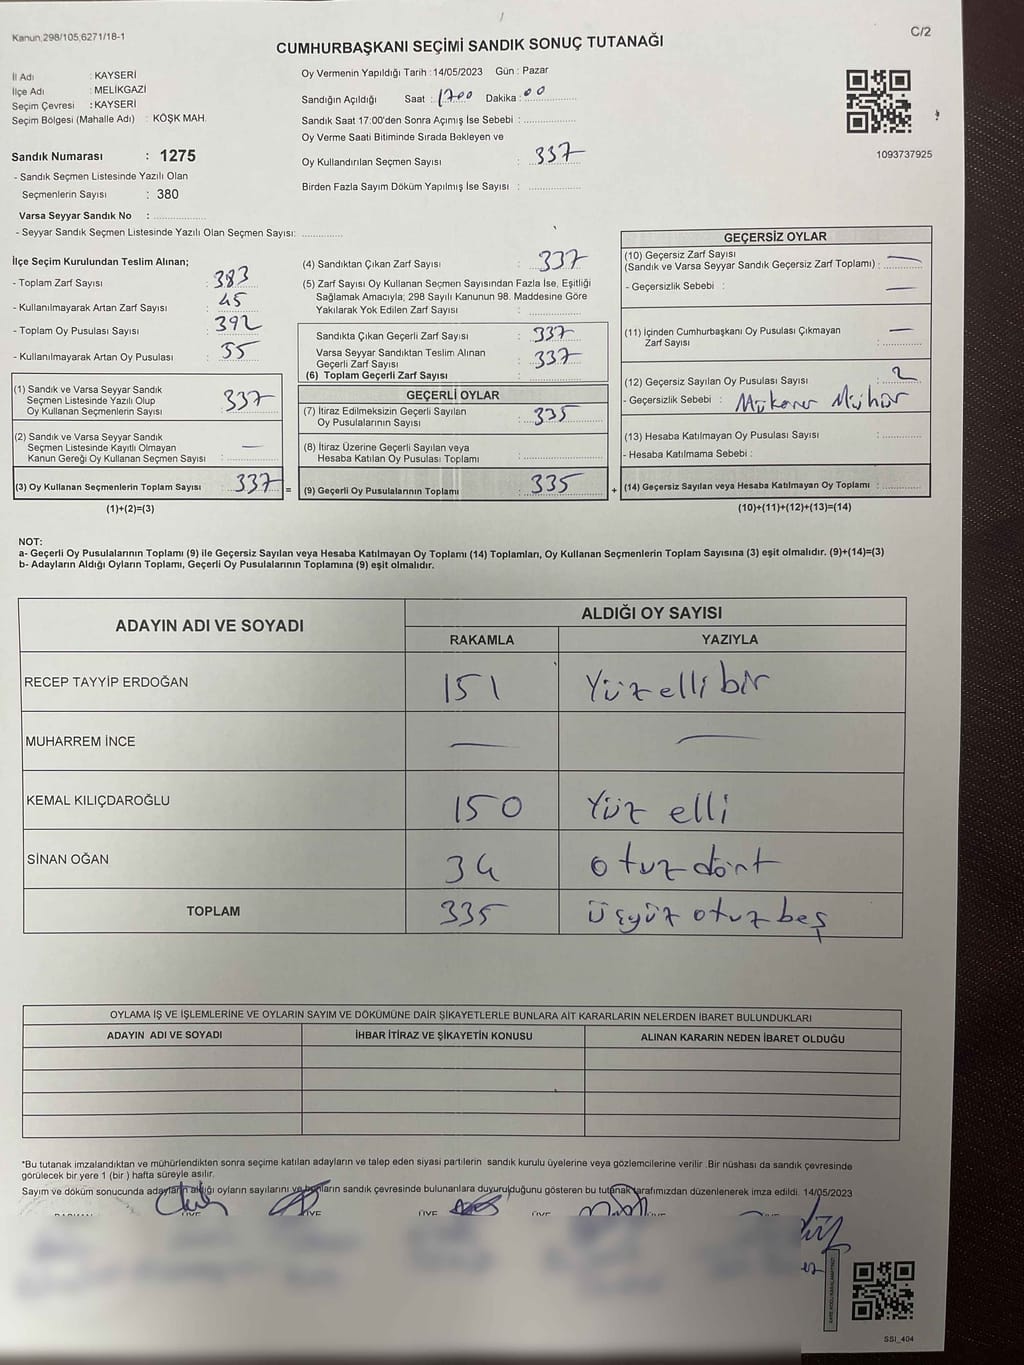 Kanun,298/105,6271/18-1
C/2
CUMHURBAŞKANI SEÇİMİ SANDIK SONUÇ TUTANAĞI
İl Adı : KAYSERİ
İlçe Adı : MELİKGAZİ
Seçim Çevresi : KAYSERİ
Seçim Bölgesi (Mahalle Adı) : KÖŞK MAH.
Sandık Numarası : 1275
- Sandık Seçmen Listesinde Yazılı Olan
Seçmenlerin Sayısı : 380
Varsa Seyyar Sandık No :
- Seyyar Sandık Seçmen Listesinde Yazılı Olan Seçmen Sayısı:
Oy Vermenin Yapıldığı Tarih : 14/05/2023 Gün : Pazar
Sandığın Açıldığı Saat : 1700 Dakika : 00
Sandık Saat 17:00'den Sonra Açımış İse Sebebi :
Oy Verme Saati Bitiminde Sırada Bekleyen ve
Oy Kullandırılan Seçmen Sayısı : 337
Birden Fazla Sayım Döküm Yapılmış İse Sayısı :
1093737925
İlçe Seçim Kurulundan Teslim Alınan;
- Toplam Zarf Sayısı : 383
- Kullanılmayarak Artan Zarf Sayısı : 45
- Toplam Oy Pusulası Sayısı : 392
- Kullanılmayarak Artan Oy Pusulası : 55
(1) Sandık ve Varsa Seyyar Sandık
Seçmen Listesinde Yazılı Olup
Oy Kullanan Seçmenlerin Sayısı : 337
(2) Sandık ve Varsa Seyyar Sandık
Seçmen Listesinde Kayıtlı Olmayan
Kanun Gereği Oy Kullanan Seçmen Sayısı : —
(3) Oy Kullanan Seçmenlerin Toplam Sayısı 337
(1)+(2)=(3)
(4) Sandıktan Çıkan Zarf Sayısı : 337
(5) Zarf Sayısı Oy Kullanan Seçmen Sayısından Fazla İse, Eşitliği
Sağlamak Amacıyla; 298 Sayılı Kanunun 98. Maddesine Göre
Yakılarak Yok Edilen Zarf Sayısı :
Sandıkta Çıkan Geçerli Zarf Sayısı : 337
Varsa Seyyar Sandıktan Teslim Alınan
Geçerli Zarf Sayısı : 337
(6) Toplam Geçerli Zarf Sayısı :
GEÇERLİ OYLAR
(7) İtiraz Edilmeksizin Geçerli Sayılan
Oy Pusulalarının Sayısı : 335
(8) İtiraz Üzerine Geçerli Sayılan veya
Hesaba Katılan Oy Pusulası Toplamı :
= (9) Geçerli Oy Pusulalarının Toplamı : 335 +
GEÇERSİZ OYLAR
(10) Geçersiz Zarf Sayısı
(Sandık ve Varsa Seyyar Sandık Geçersiz Zarf Toplamı) : —
- Geçersizlik Sebebi : —
(11) İçinden Cumhurbaşkanı Oy Pusulası Çıkmayan —
Zarf Sayısı :
(12) Geçersiz Sayılan Oy Pusulası Sayısı : 2
- Geçersizlik Sebebi : Mükerrer Mühür
(13) Hesaba Katılmayan Oy Pusulası Sayısı :
- Hesaba Katılmama Sebebi :
(14) Geçersiz Sayılan veya Hesaba Katılmayan Oy Toplamı :
(10)+(11)+(12)+(13)=(14)
NOT:
a- Geçerli Oy Pusulalarının Toplamı (9) ile Geçersiz Sayılan veya Hesaba Katılmayan Oy Toplamı (14) Toplamları, Oy Kullanan Seçmenlerin Toplam Sayısına (3) eşit olmalıdır. (9)+(14)=(3)
b- Adayların Aldığı Oyların Toplamı, Geçerli Oy Pusulalarının Toplamına (9) eşit olmalıdır.
ADAYIN ADI VE SOYADI ALDIĞI OY SAYISI
RAKAMLA YAZIYLA
RECEP TAYYİP ERDOĞAN 151 Yüz elli bir
MUHARREM İNCE — —
KEMAL KILIÇDAROĞLU 150 Yüz elli
SİNAN OĞAN 34 otuz dört
TOPLAM 335 üçyüz otuz beş
OYLAMA İŞ VE İŞLEMLERİNE VE OYLARIN SAYIM VE DÖKÜMÜNE DAİR ŞİKAYETLERLE BUNLARA AİT KARARLARIN NELERDEN İBARET BULUNDUKLARI
ADAYIN ADI VE SOYADI İHBAR İTİRAZ VE ŞİKAYETİN KONUSU ALINAN KARARIN NEDEN İBARET OLDUĞU
*Bu tutanak imzalandıktan ve mühürlendikten sonra seçime katılan adayların ve talep eden siyasi partilerin sandık kurulu üyelerine veya gözlemcilerine verilir .Bir nüshası da sandık çevresinde
görülecek bir yere 1 (bir ) hafta süreyle asılır.
Sayım ve döküm sonucunda adayların aldığı oyların sayılarını ve bunların sandık çevresinde bulunanlara duyurulduğunu gösteren bu tutanak tarafımızdan düzenlenerek imza edildi. 14/05/2023
SSI_404